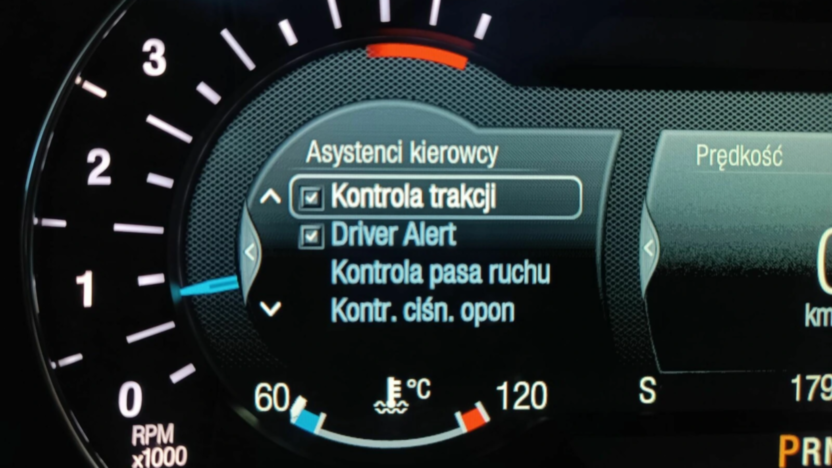 3
2
1
0
RPM
x1000
Asystenci kierowcy
Kontrola trakcji
Driver Alert
Kontrola pasa ruchu
Kontr. ciśn. opon
60
°C
120
Prędkość
km
S
179
PRN